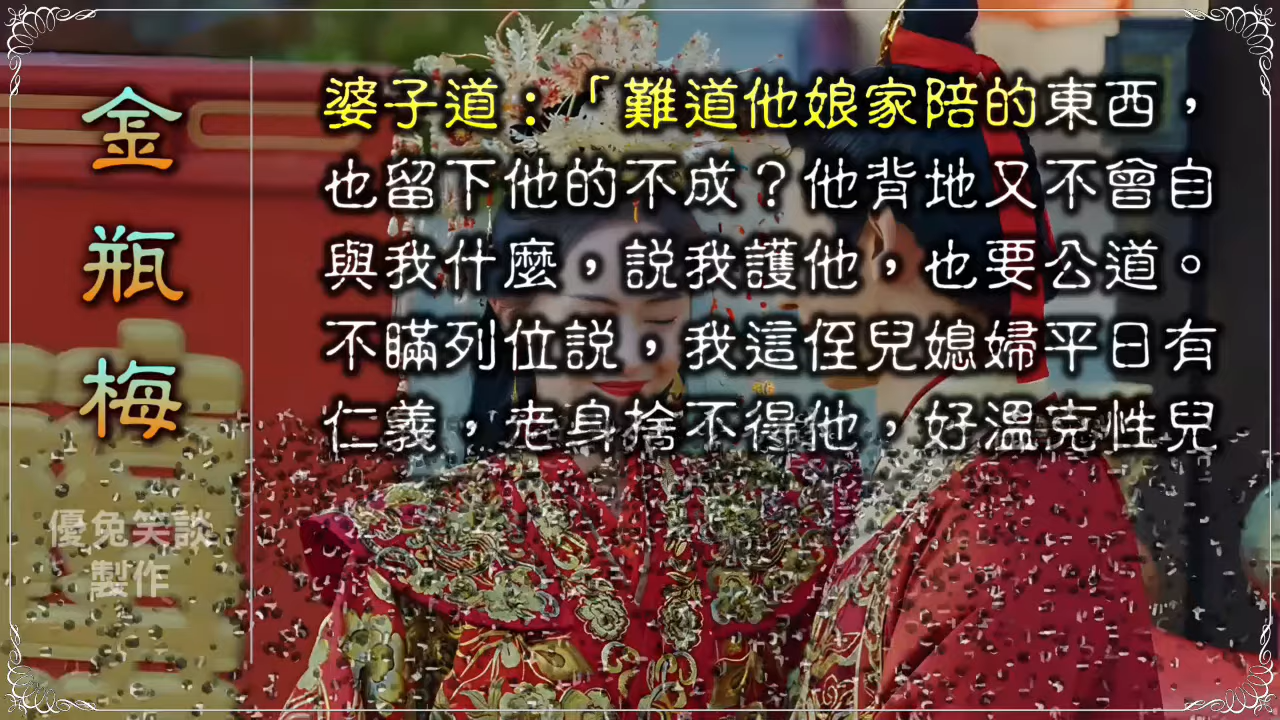 金瓶梅
婆子道：「難道他娘家陪的東西，
也留下他的不成？他背地又不曾自
與我什麼，説我護他，也要公道。
不瞞列位説，我這侄兒媳婦平日有
仁義，老身捨不得他，好溫克性兒
優兔笑談
製作